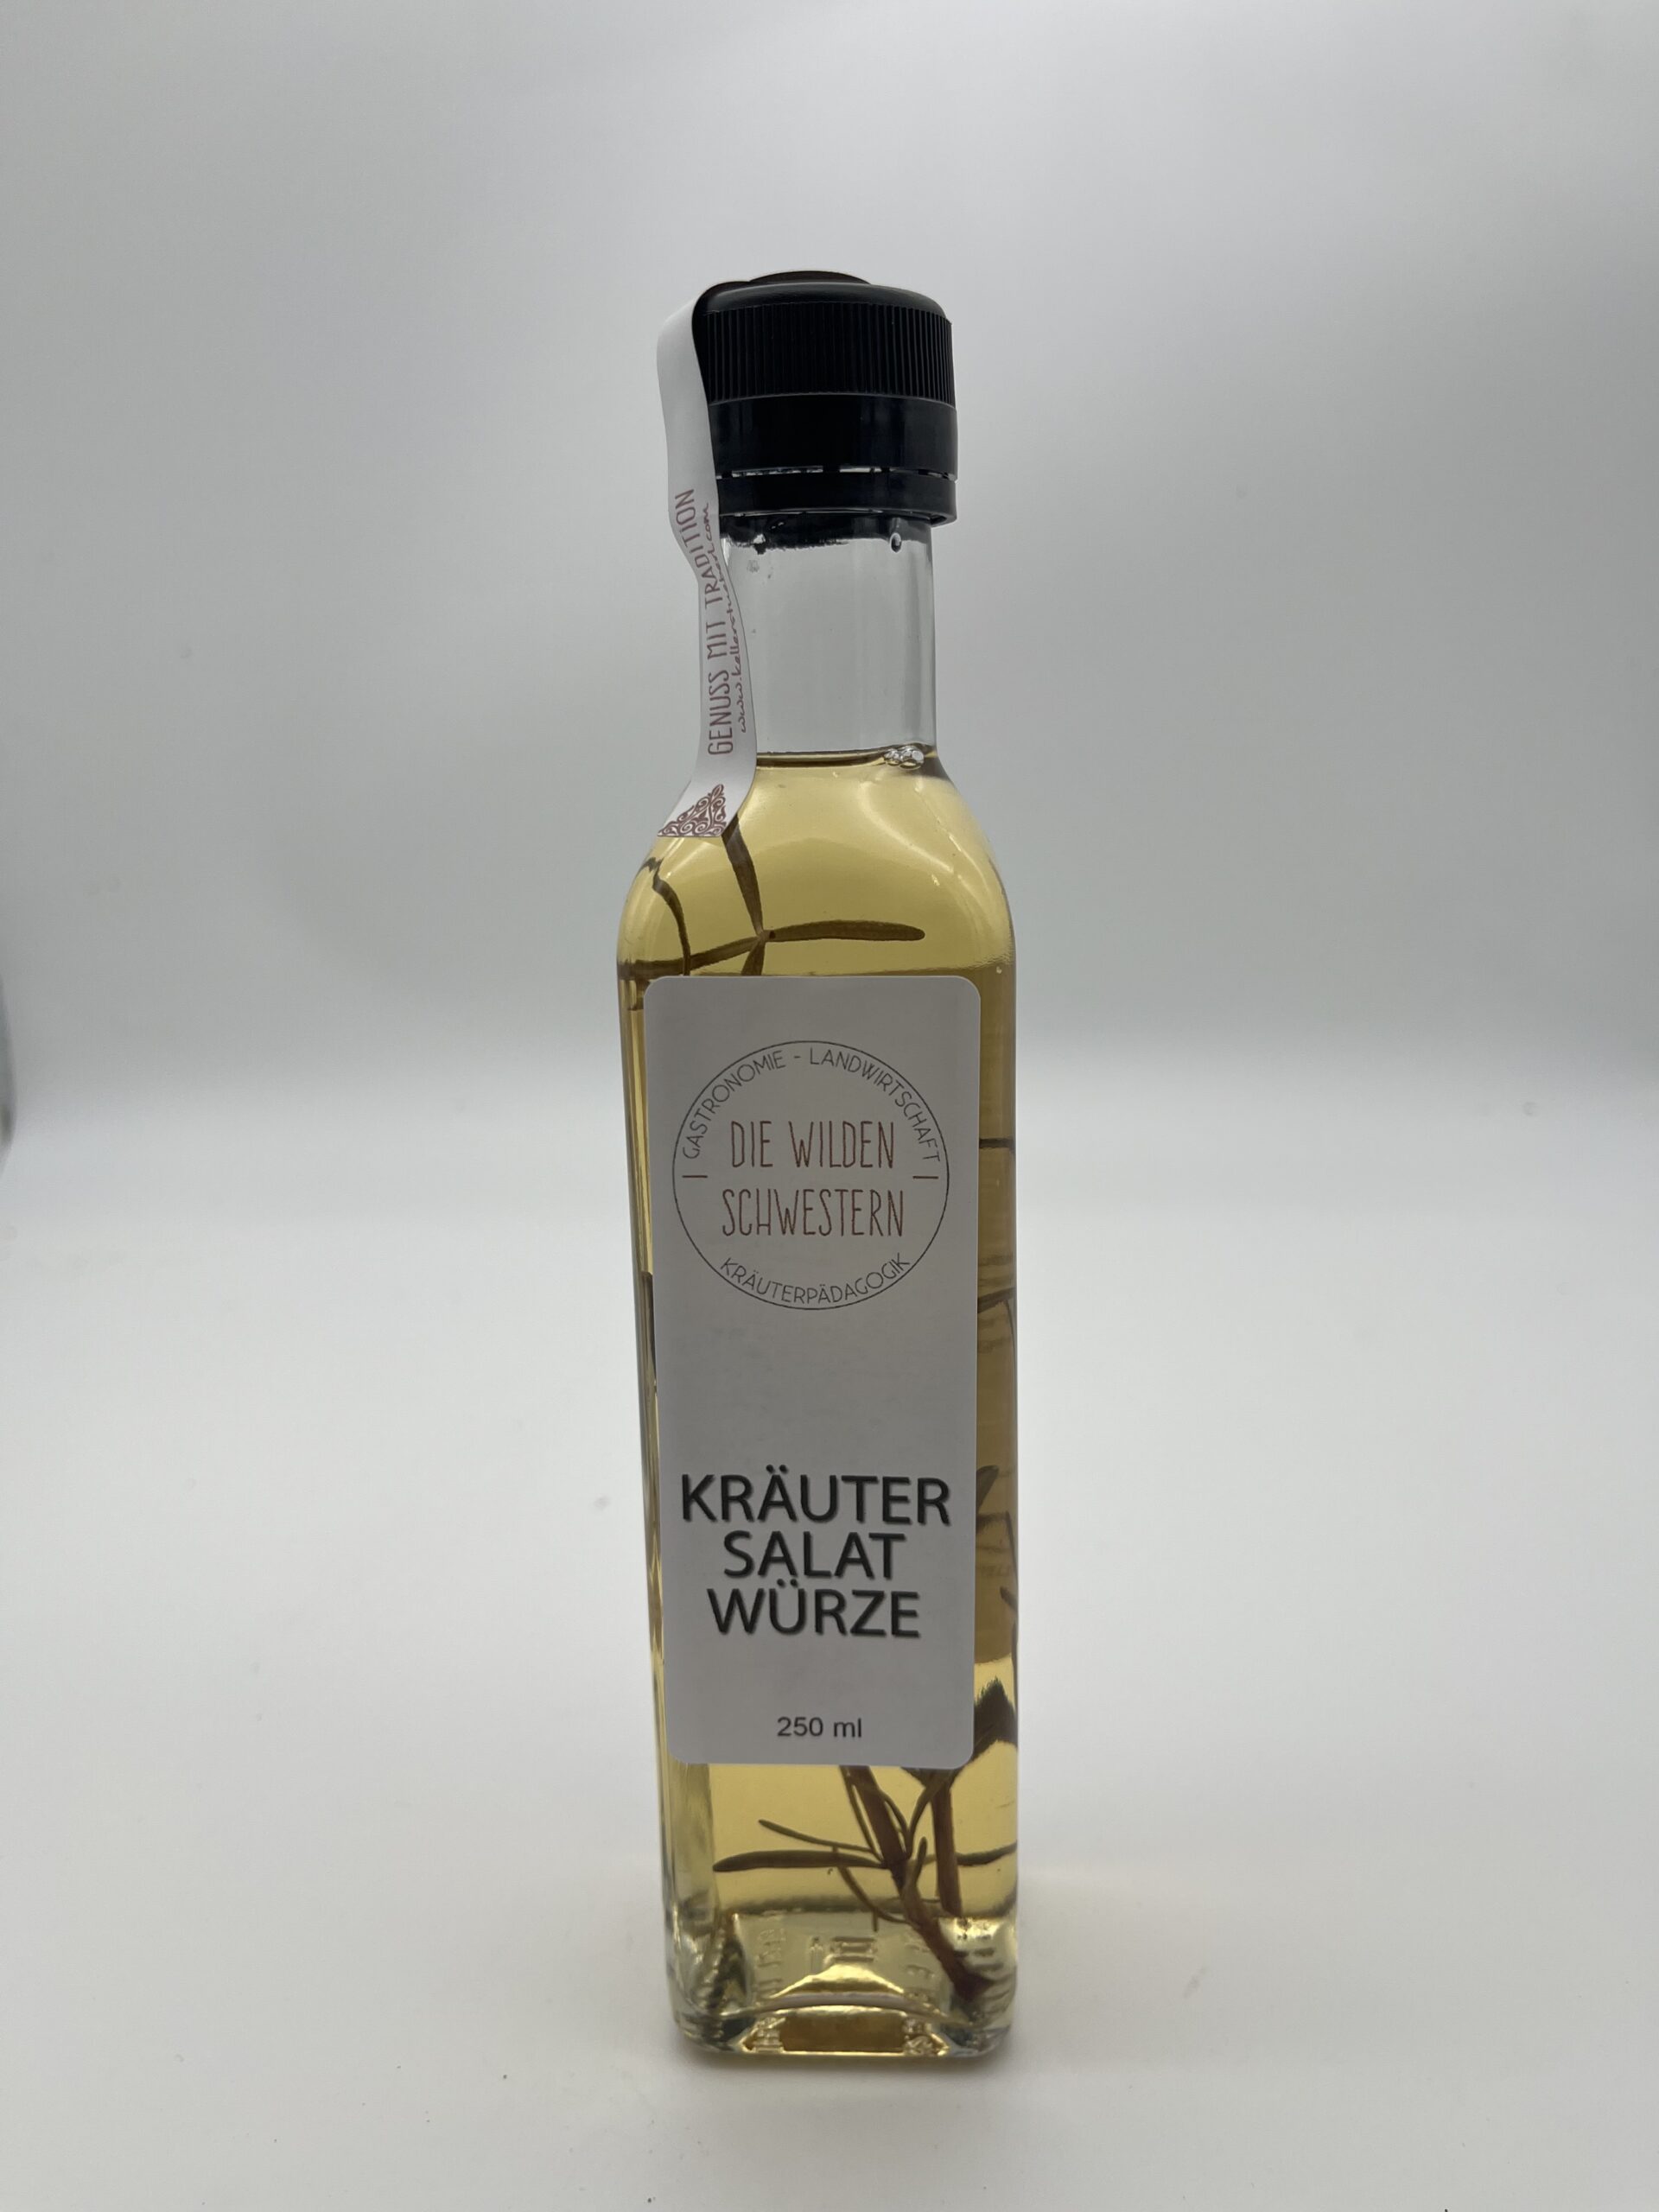 GENUSS MIT TRADITION
GASTRONOMIE - LANDWIRTSCHAFT
DIE WILDEN
SCHWESTERN
KRÄUTERPÄDAGOGIK
KRÄUTER
SALAT
WÜRZE
250 ml